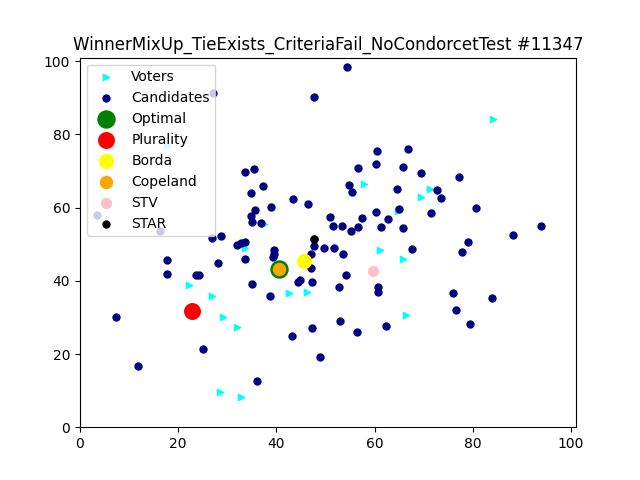 WinnerMixUp_TieExists_CriteriaFail_NoCondorcetTest #11347
100
80
60
40
20
0
Voters
Candidates
Optimal
Plurality
Borda
Copeland
STV
STAR
0 20 40 60 80 100